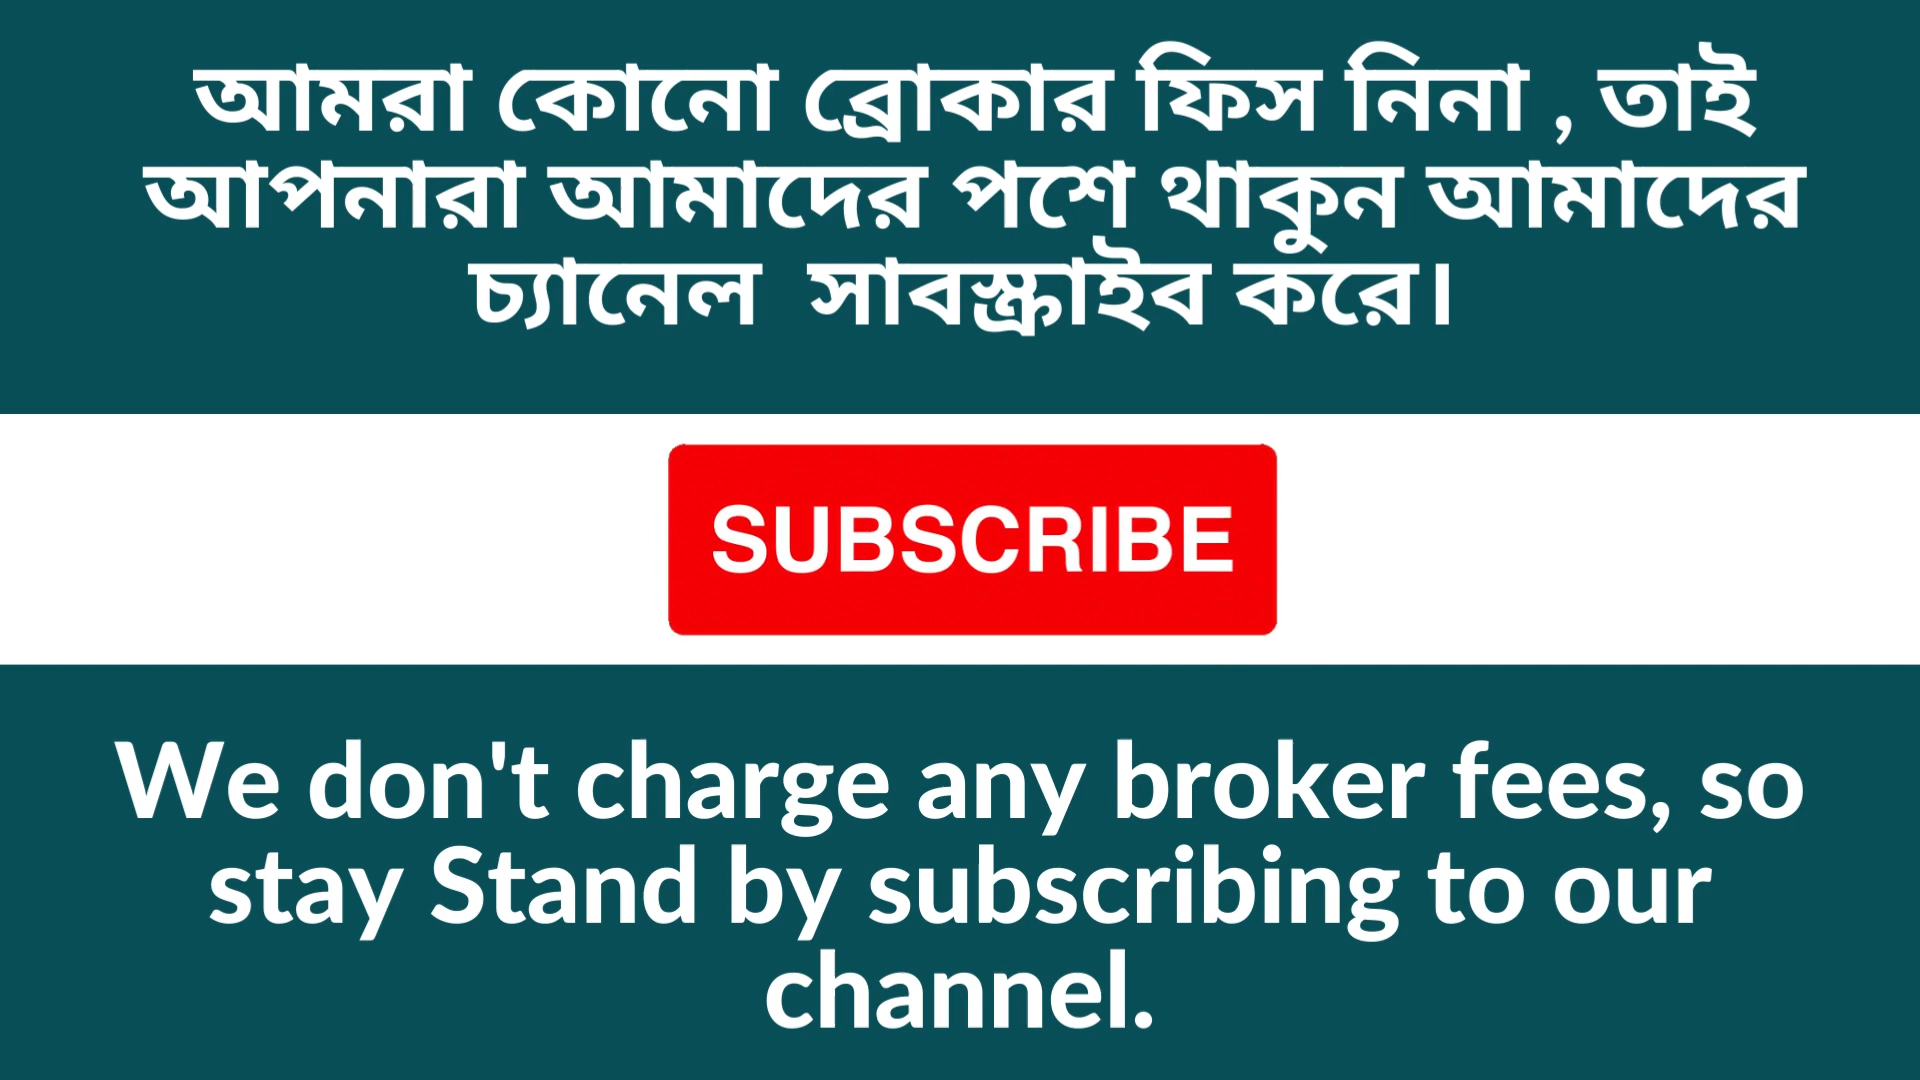 আমরা কোনো ব্রোকার ফিস নিনা , তাই
আপনারা আমাদের পশে থাকুন আমাদের
চ্যানেল সাবস্ক্রাইব করে।
SUBSCRIBE
We don't charge any broker fees, so
stay Stand by subscribing to our
channel.